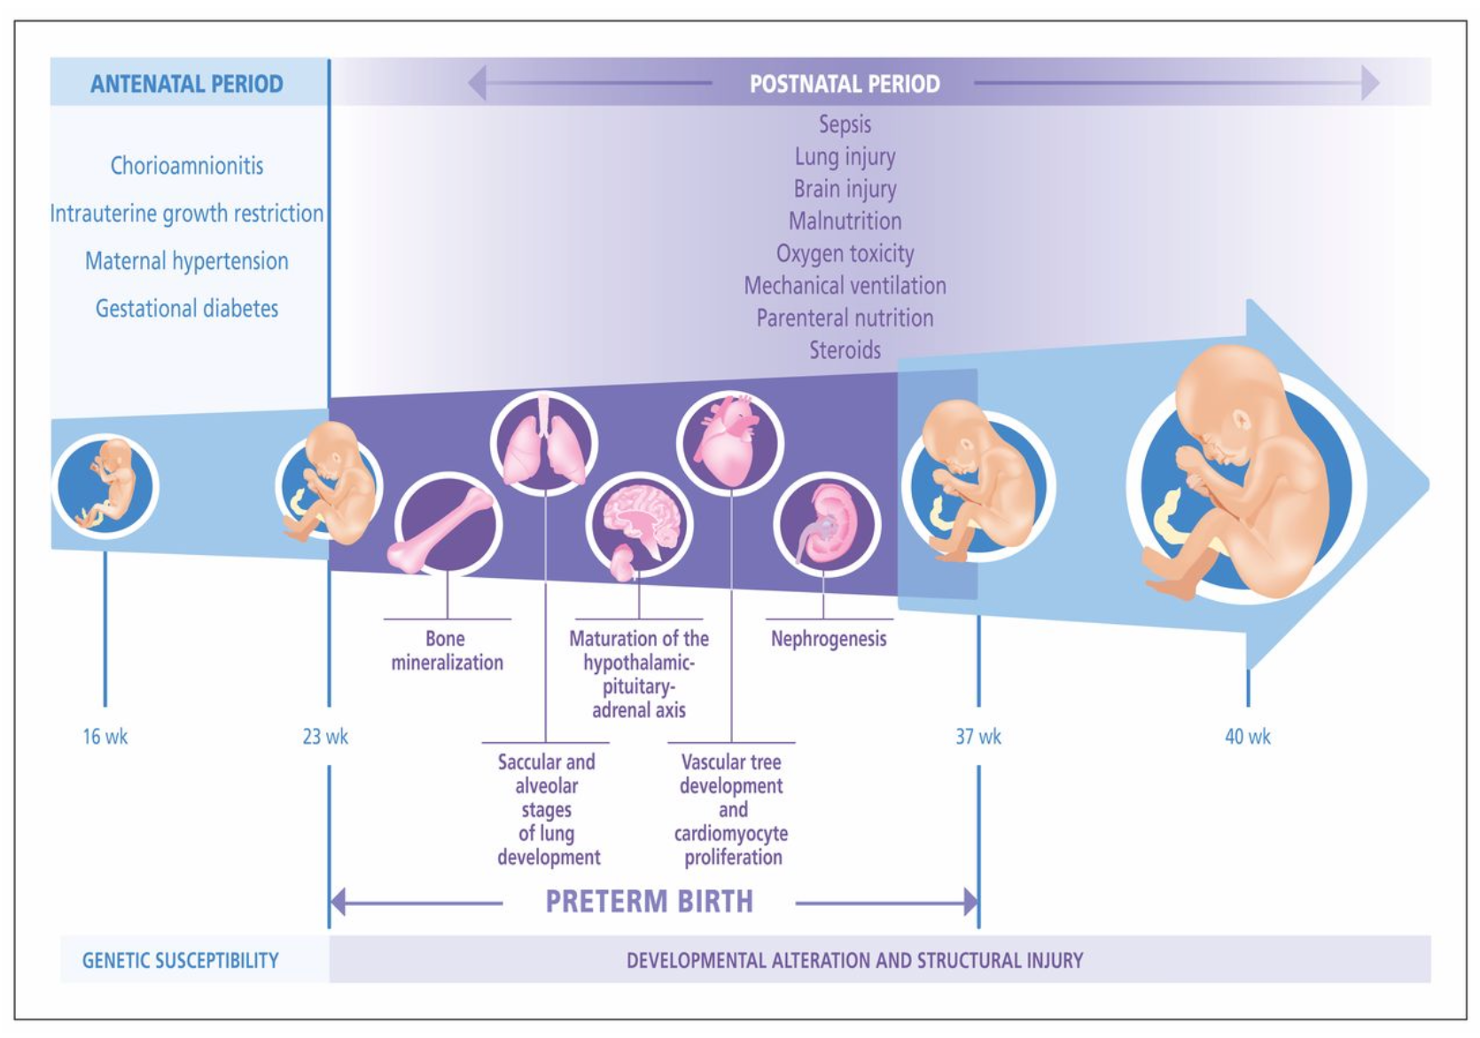 ANTENATAL PERIOD
Chorioamnionitis
Intrauterine growth restriction
Maternal hypertension
Gestational diabetes
POSTNATAL PERIOD
Sepsis
Lung injury
Brain injury
Malnutrition
Oxygen toxicity
Mechanical ventilation
Parenteral nutrition
Steroids
Bone
mineralization
Maturation of the
hypothalamic-
pituitary-
adrenal axis
Nephrogenesis
16 wk
23 wk
37 wk
40 wk
Saccular and
alveolar
stages
of lung
development
Vascular tree
development
and
cardiomyocyte
proliferation
PRETERM BIRTH
GENETIC SUSCEPTIBILITY
DEVELOPMENTAL ALTERATION AND STRUCTURAL INJURY